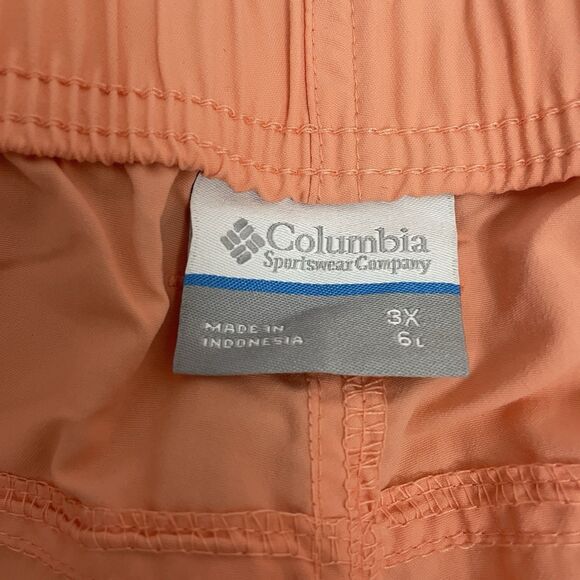 Columbia
Sportswear Company
MADE IN
INDONESIA
3X
6L